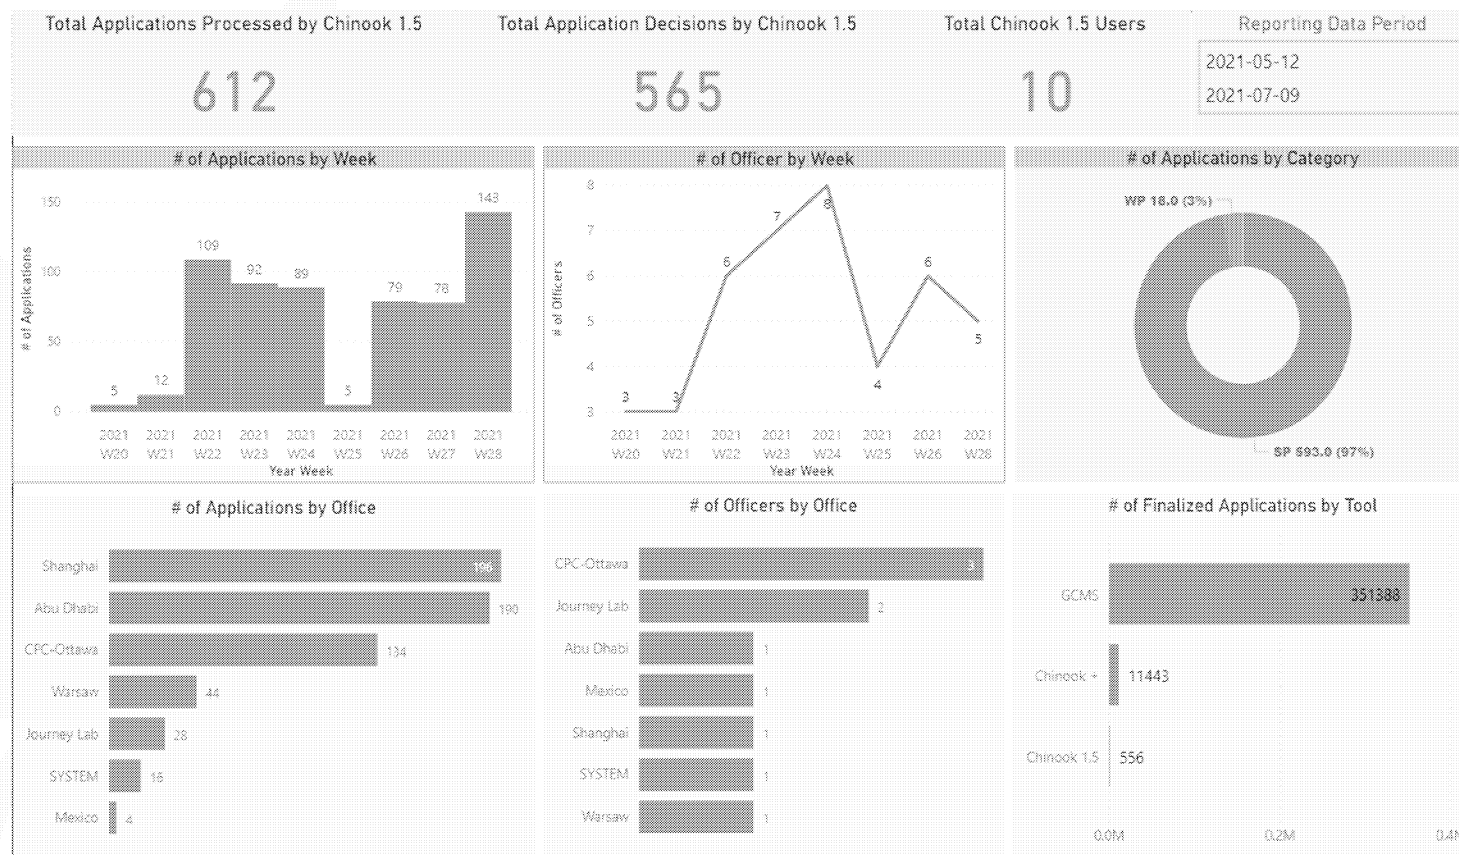 Total Applications Processed by Chinook 1.5
612
Total Application Decisions by Chinook 1.5
565
Total Chinook 1.5 Users
10
Reporting Data Period
2021-05-12
2021-07-09
# of Applications by Week
# of Applications
150
100
50
0
5
12
109
92
89
5
79
78
143
2021 2021 2021 2021 2021 2021 2021 2021 2021
W20 W21 W22 W23 W24 W25 W26 W27 W28
Year Week
# of Officer by Week
# of Officers
8
7
6
5
4
3
3
3
6
7
8
4
6
5
2021 2021 2021 2021 2021 2021 2021 2021
W20 W21 W22 W23 W24 W25 W26 W28
Year Week
# of Applications by Category
WP 18.0 (3%)
SP 593.0 (97%)
# of Applications by Office
Shanghai 196
Abu Dhabi 190
CPC-Ottawa 134
Warsaw 44
Journey Lab 28
SYSTEM 16
Mexico 4
# of Officers by Office
CPC-Ottawa 3
Journey Lab 2
Abu Dhabi 1
Mexico 1
Shanghai 1
SYSTEM 1
Warsaw 1
# of Finalized Applications by Tool
GCMS 351388
Chinook + 11443
Chinook 1.5 556
0.0M 0.2M